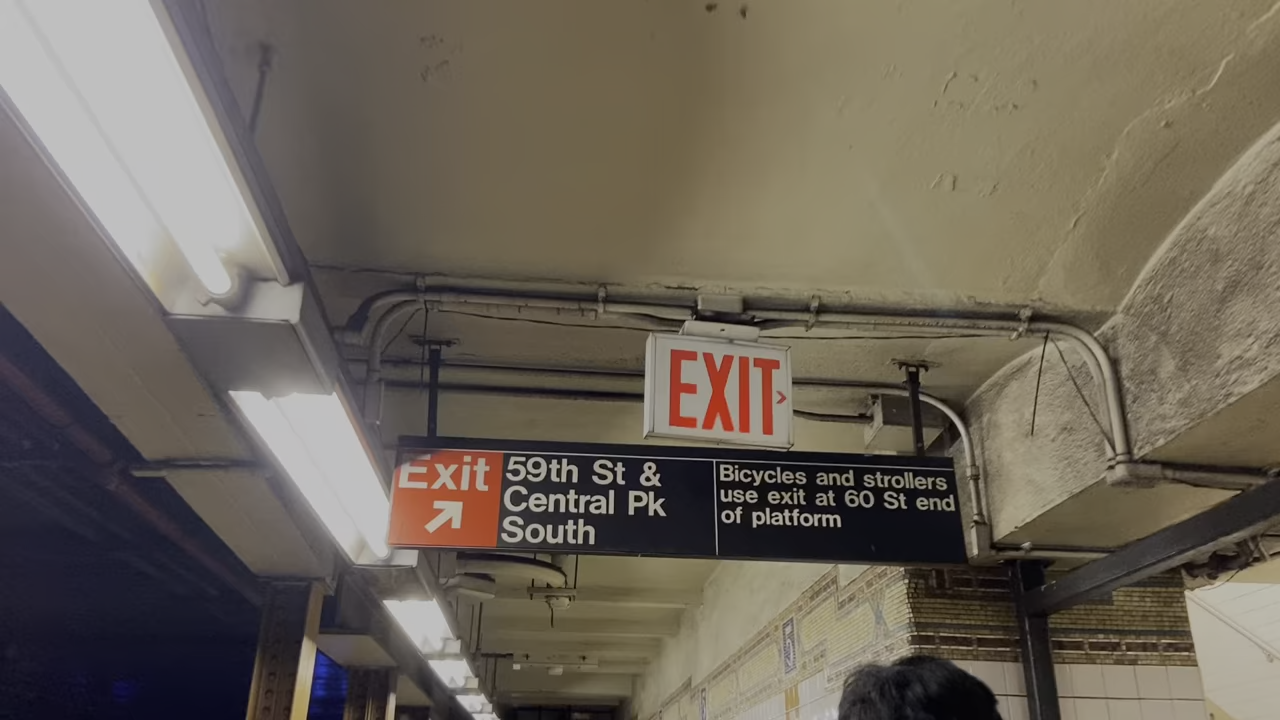 EXIT
Exit
59th St &
Central Pk
South
Bicycles and strollers
use exit at 60 St end
of platform